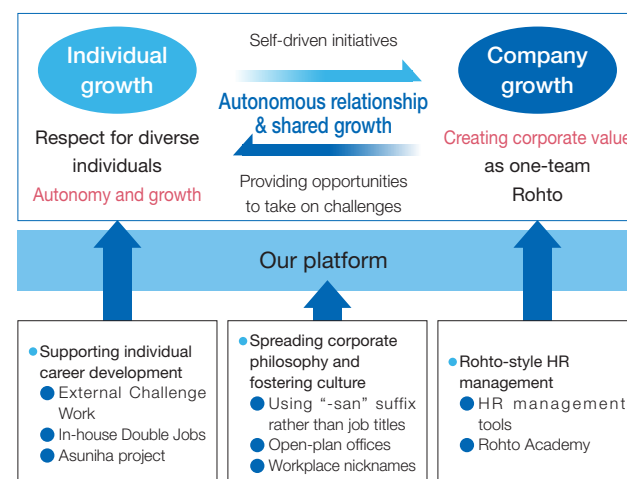 Individual
growth
Respect for diverse
individuals
Autonomy and growth
Self-driven initiatives
Autonomous relationship
& shared growth
Providing opportunities
to take on challenges
Company
growth
Creating corporate value
as one-team
Rohto
Our platform
Supporting individual
career development
External Challenge
Work
In-house Double Jobs
Asuniha project
Spreading corporate
philosophy and
fostering culture
Using “-san” suffix
rather than job titles
Open-plan offices
Workplace nicknames
Rohto-style HR
management
HR management
tools
Rohto Academy